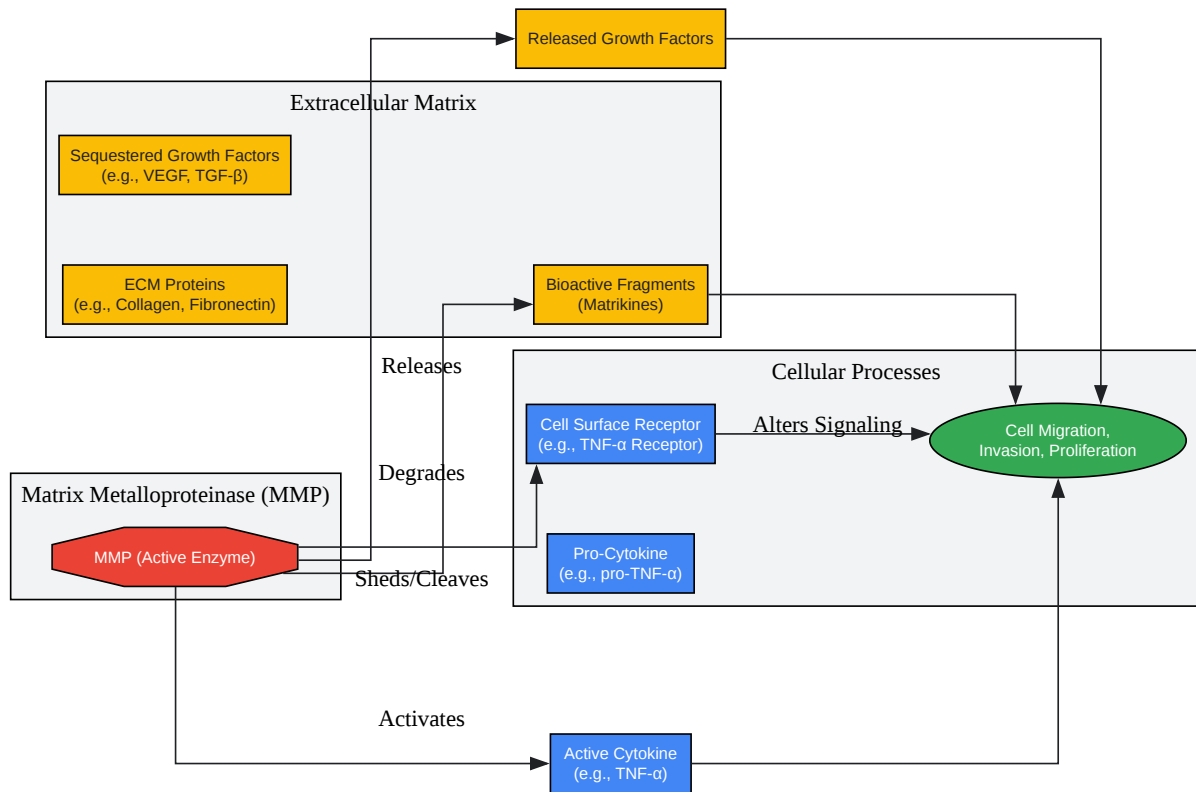 Released Growth Factors
Extracellular Matrix
Sequestered Growth Factors
(e.g., VEGF, TGF-β)
ECM Proteins
(e.g., Collagen, Fibronectin)
Bioactive Fragments
(Matrikines)
Releases
Cellular Processes
Cell Surface Receptor
(e.g., TNF-α Receptor)
Alters Signaling
Cell Migration,
Invasion, Proliferation
Degrades
Matrix Metalloproteinase (MMP)
MMP (Active Enzyme)
Sheds/Cleaves
Pro-Cytokine
(e.g., pro-TNF-α)
Activates
Active Cytokine
(e.g., TNF-α)